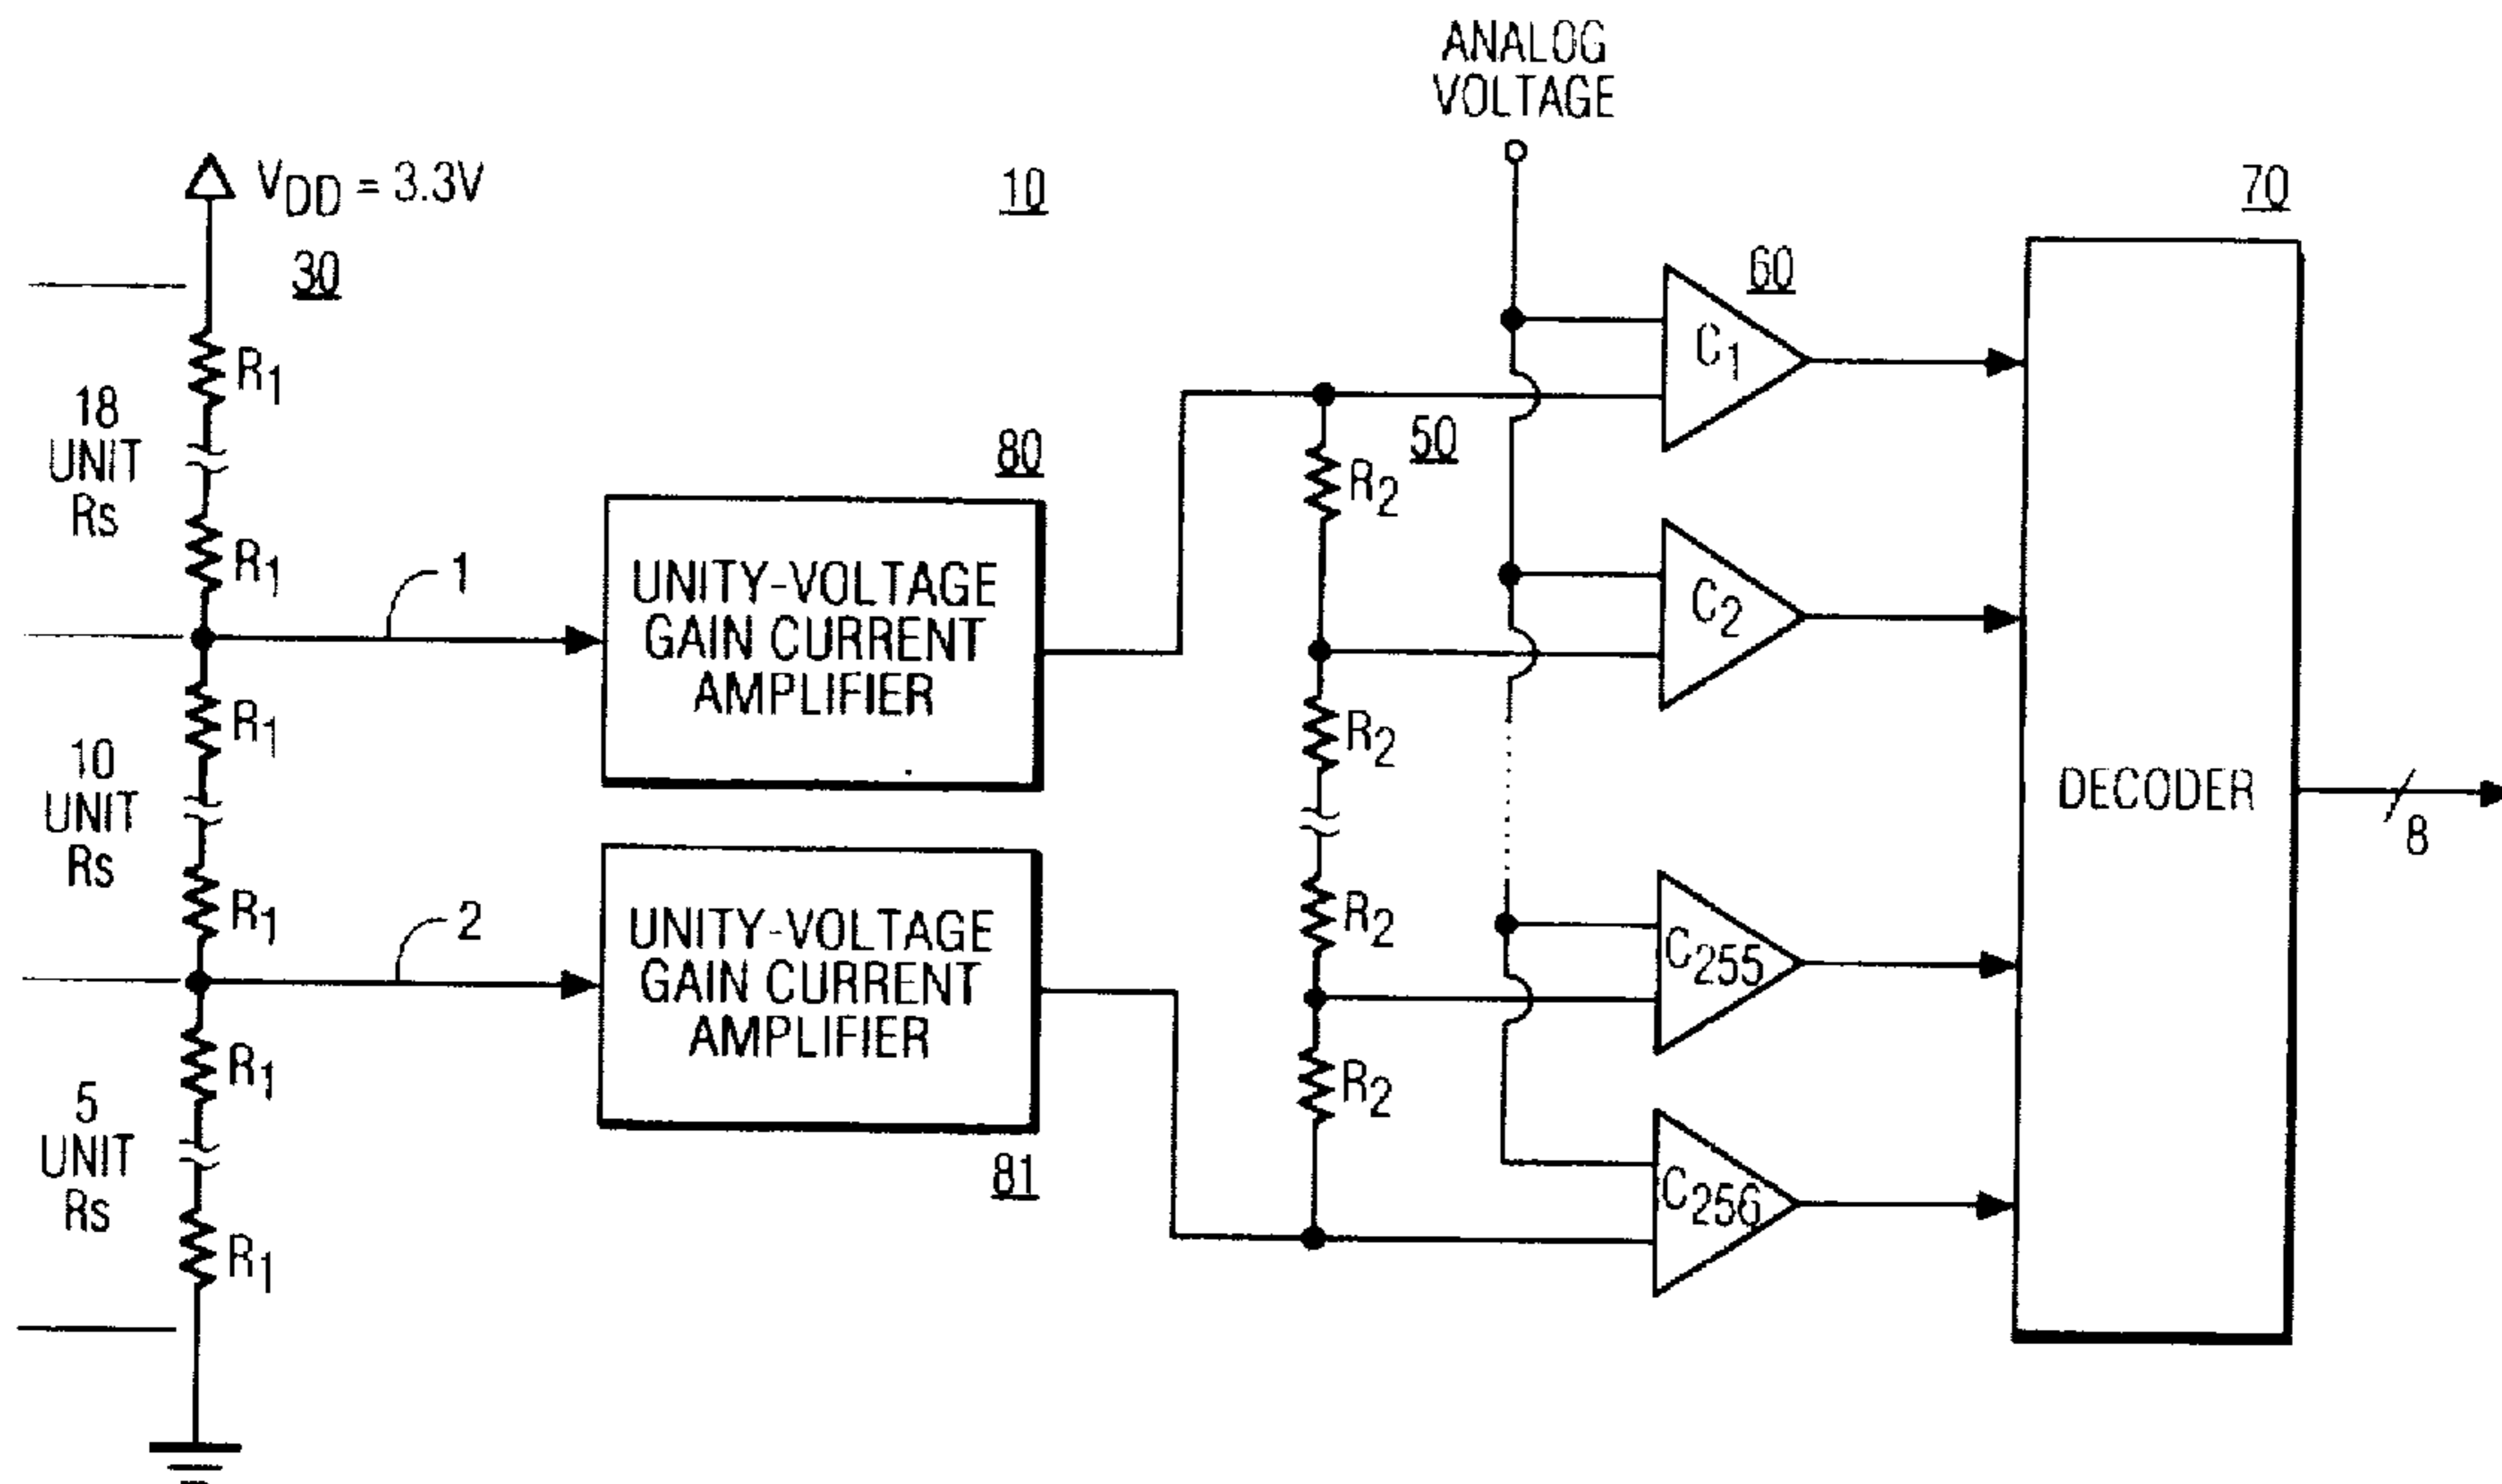 ANALOG
VOLTAGE
V_DD = 3.3V
10
70
30
60
C1
R1
18
UNIT
Rs
50
80
R2
R1
1
UNITY-VOLTAGE
GAIN CURRENT
AMPLIFIER
C2
R1
R2
10
UNIT
Rs
DECODER
8
R1
2
UNITY-VOLTAGE
GAIN CURRENT
AMPLIFIER
R2
C255
R1
5
UNIT
Rs
R2
81
C256
R1